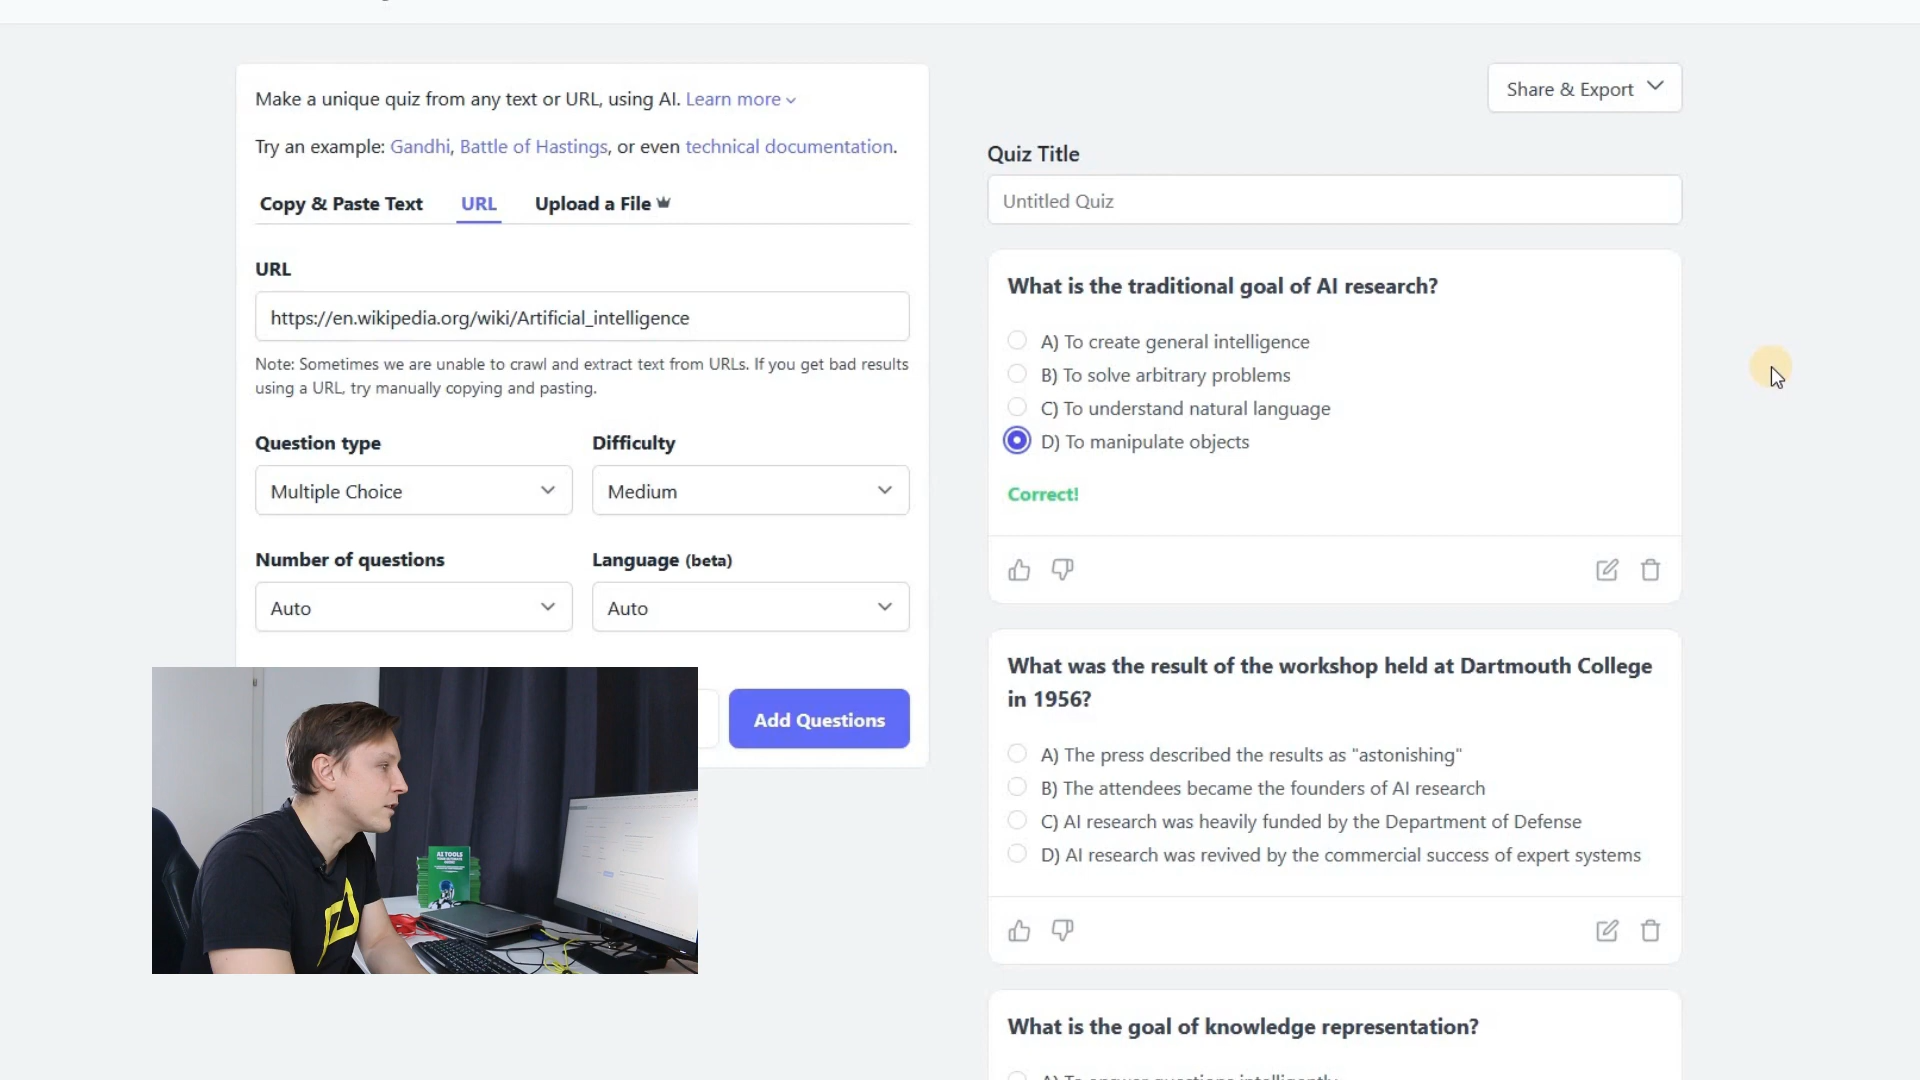 Make a unique quiz from any text or URL, using AI. Learn more
Try an example: Gandhi, Battle of Hastings, or even technical documentation.
Copy & Paste Text URL Upload a File
URL
https://en.wikipedia.org/wiki/Artificial_intelligence
Note: Sometimes we are unable to crawl and extract text from URLs. If you get bad results
using a URL, try manually copying and pasting.
Question type Difficulty
Multiple Choice Medium
Number of questions Language (beta)
Auto Auto
Add Questions
AI TOOLS
Share & Export
Quiz Title
Untitled Quiz
What is the traditional goal of AI research?
A) To create general intelligence
B) To solve arbitrary problems
C) To understand natural language
D) To manipulate objects
Correct!
What was the result of the workshop held at Dartmouth College
in 1956?
A) The press described the results as "astonishing"
B) The attendees became the founders of AI research
C) AI research was heavily funded by the Department of Defense
D) AI research was revived by the commercial success of expert systems
What is the goal of knowledge representation?
A) To answer questions intelligently